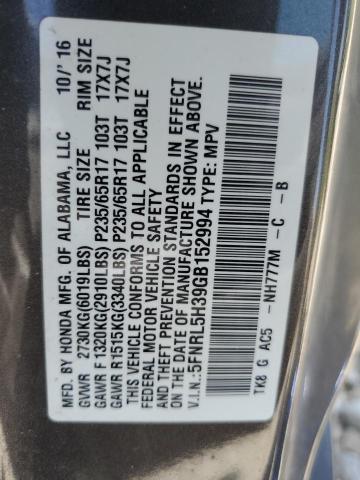 MFD. BY HONDA MFG. OF ALABAMA, LLC 10/'16
GVWR 2730KG(6019LBS) TIRE SIZE RIM SIZE
GAWR F 1320KG(2910LBS) P235/65R17 103T 17X7J
GAWR R1515KG(3340LBS) P235/65R17 103T 17X7J
THIS VEHICLE CONFORMS TO ALL APPLICABLE
FEDERAL MOTOR VEHICLE SAFETY
AND THEFT PREVENTION STANDARDS IN EFFECT
ON THE DATE OF MANUFACTURE SHOWN ABOVE.
V.I.N.:5FNRL5H39GB152994 TYPE: MPV
TK8 G AC5 -NH777M -C -B